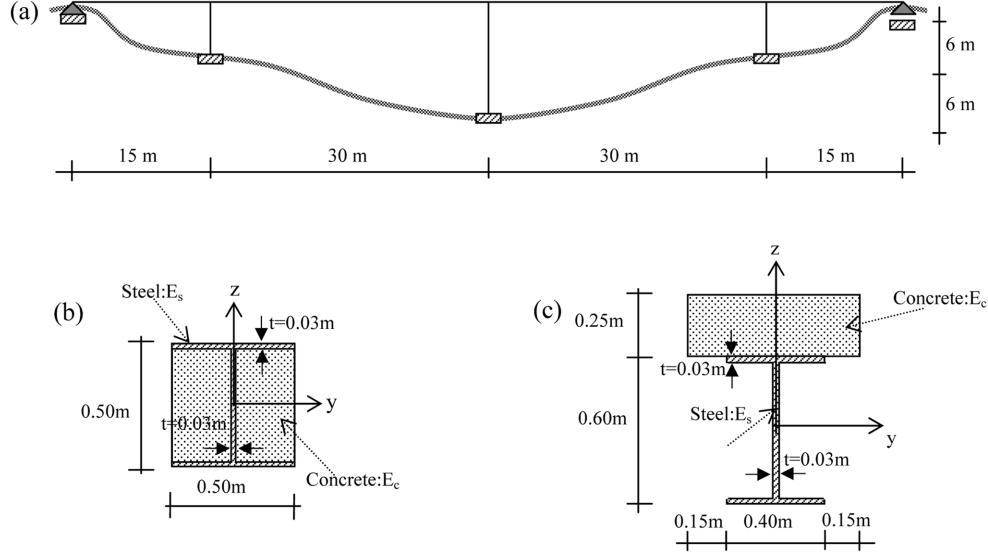 (a)
6 m
6 m
15 m
30 m
30 m
15 m
(b)
Steel:Es
z
t=0.03m
0.50m
y
t=0.03m
Concrete:Ec
0.50m
(c)
z
Concrete:Ec
0.25m
t=0.03m
Steel:Es
0.60m
y
t=0.03m
0.15m
0.40m
0.15m